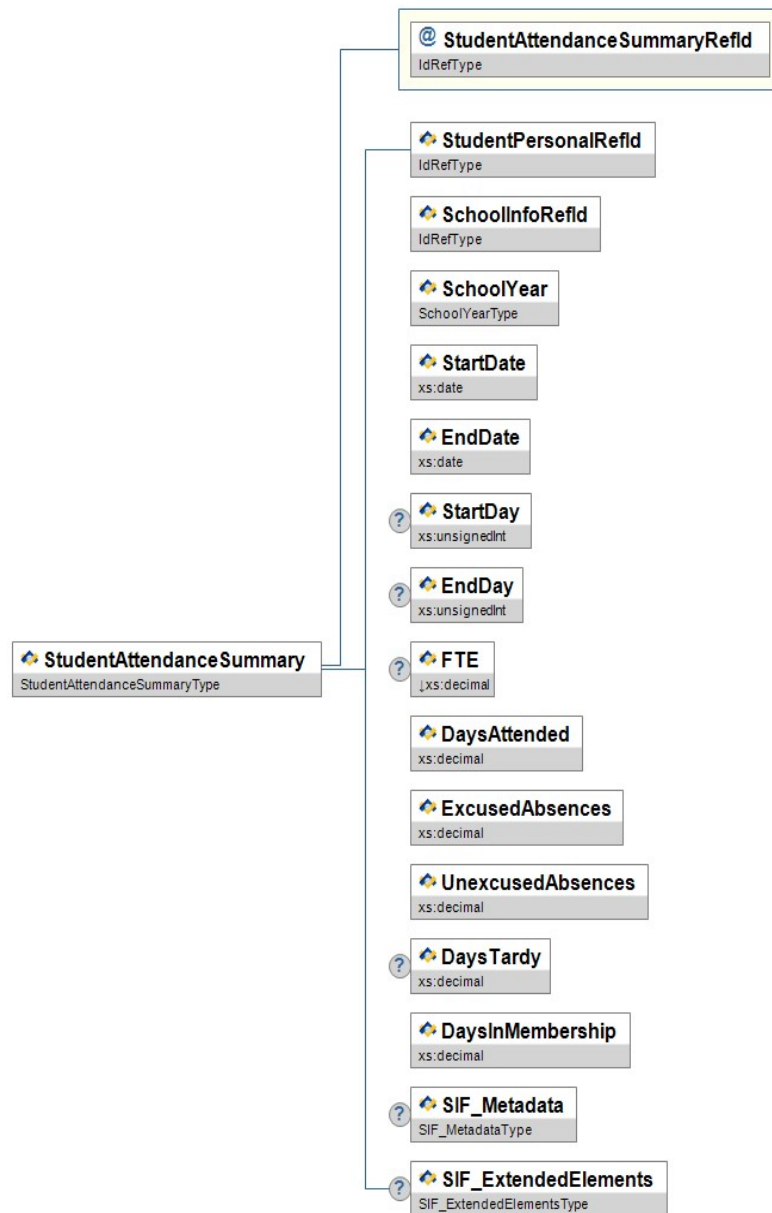 @ StudentAttendanceSummaryRefId
IdRefType
StudentPersonalRefId
IdRefType
SchoolInfoRefId
IdRefType
SchoolYear
SchoolYearType
StartDate
xs:date
EndDate
xs:date
? StartDay
xs:unsignedInt
? EndDay
xs:unsignedInt
StudentAttendanceSummary
StudentAttendanceSummaryType
? FTE
↓xs:decimal
DaysAttended
xs:decimal
ExcusedAbsences
xs:decimal
UnexcusedAbsences
xs:decimal
? DaysTardy
xs:decimal
DaysInMembership
xs:decimal
? SIF_Metadata
SIF_MetadataType
? SIF_ExtendedElements
SIF_ExtendedElementsType